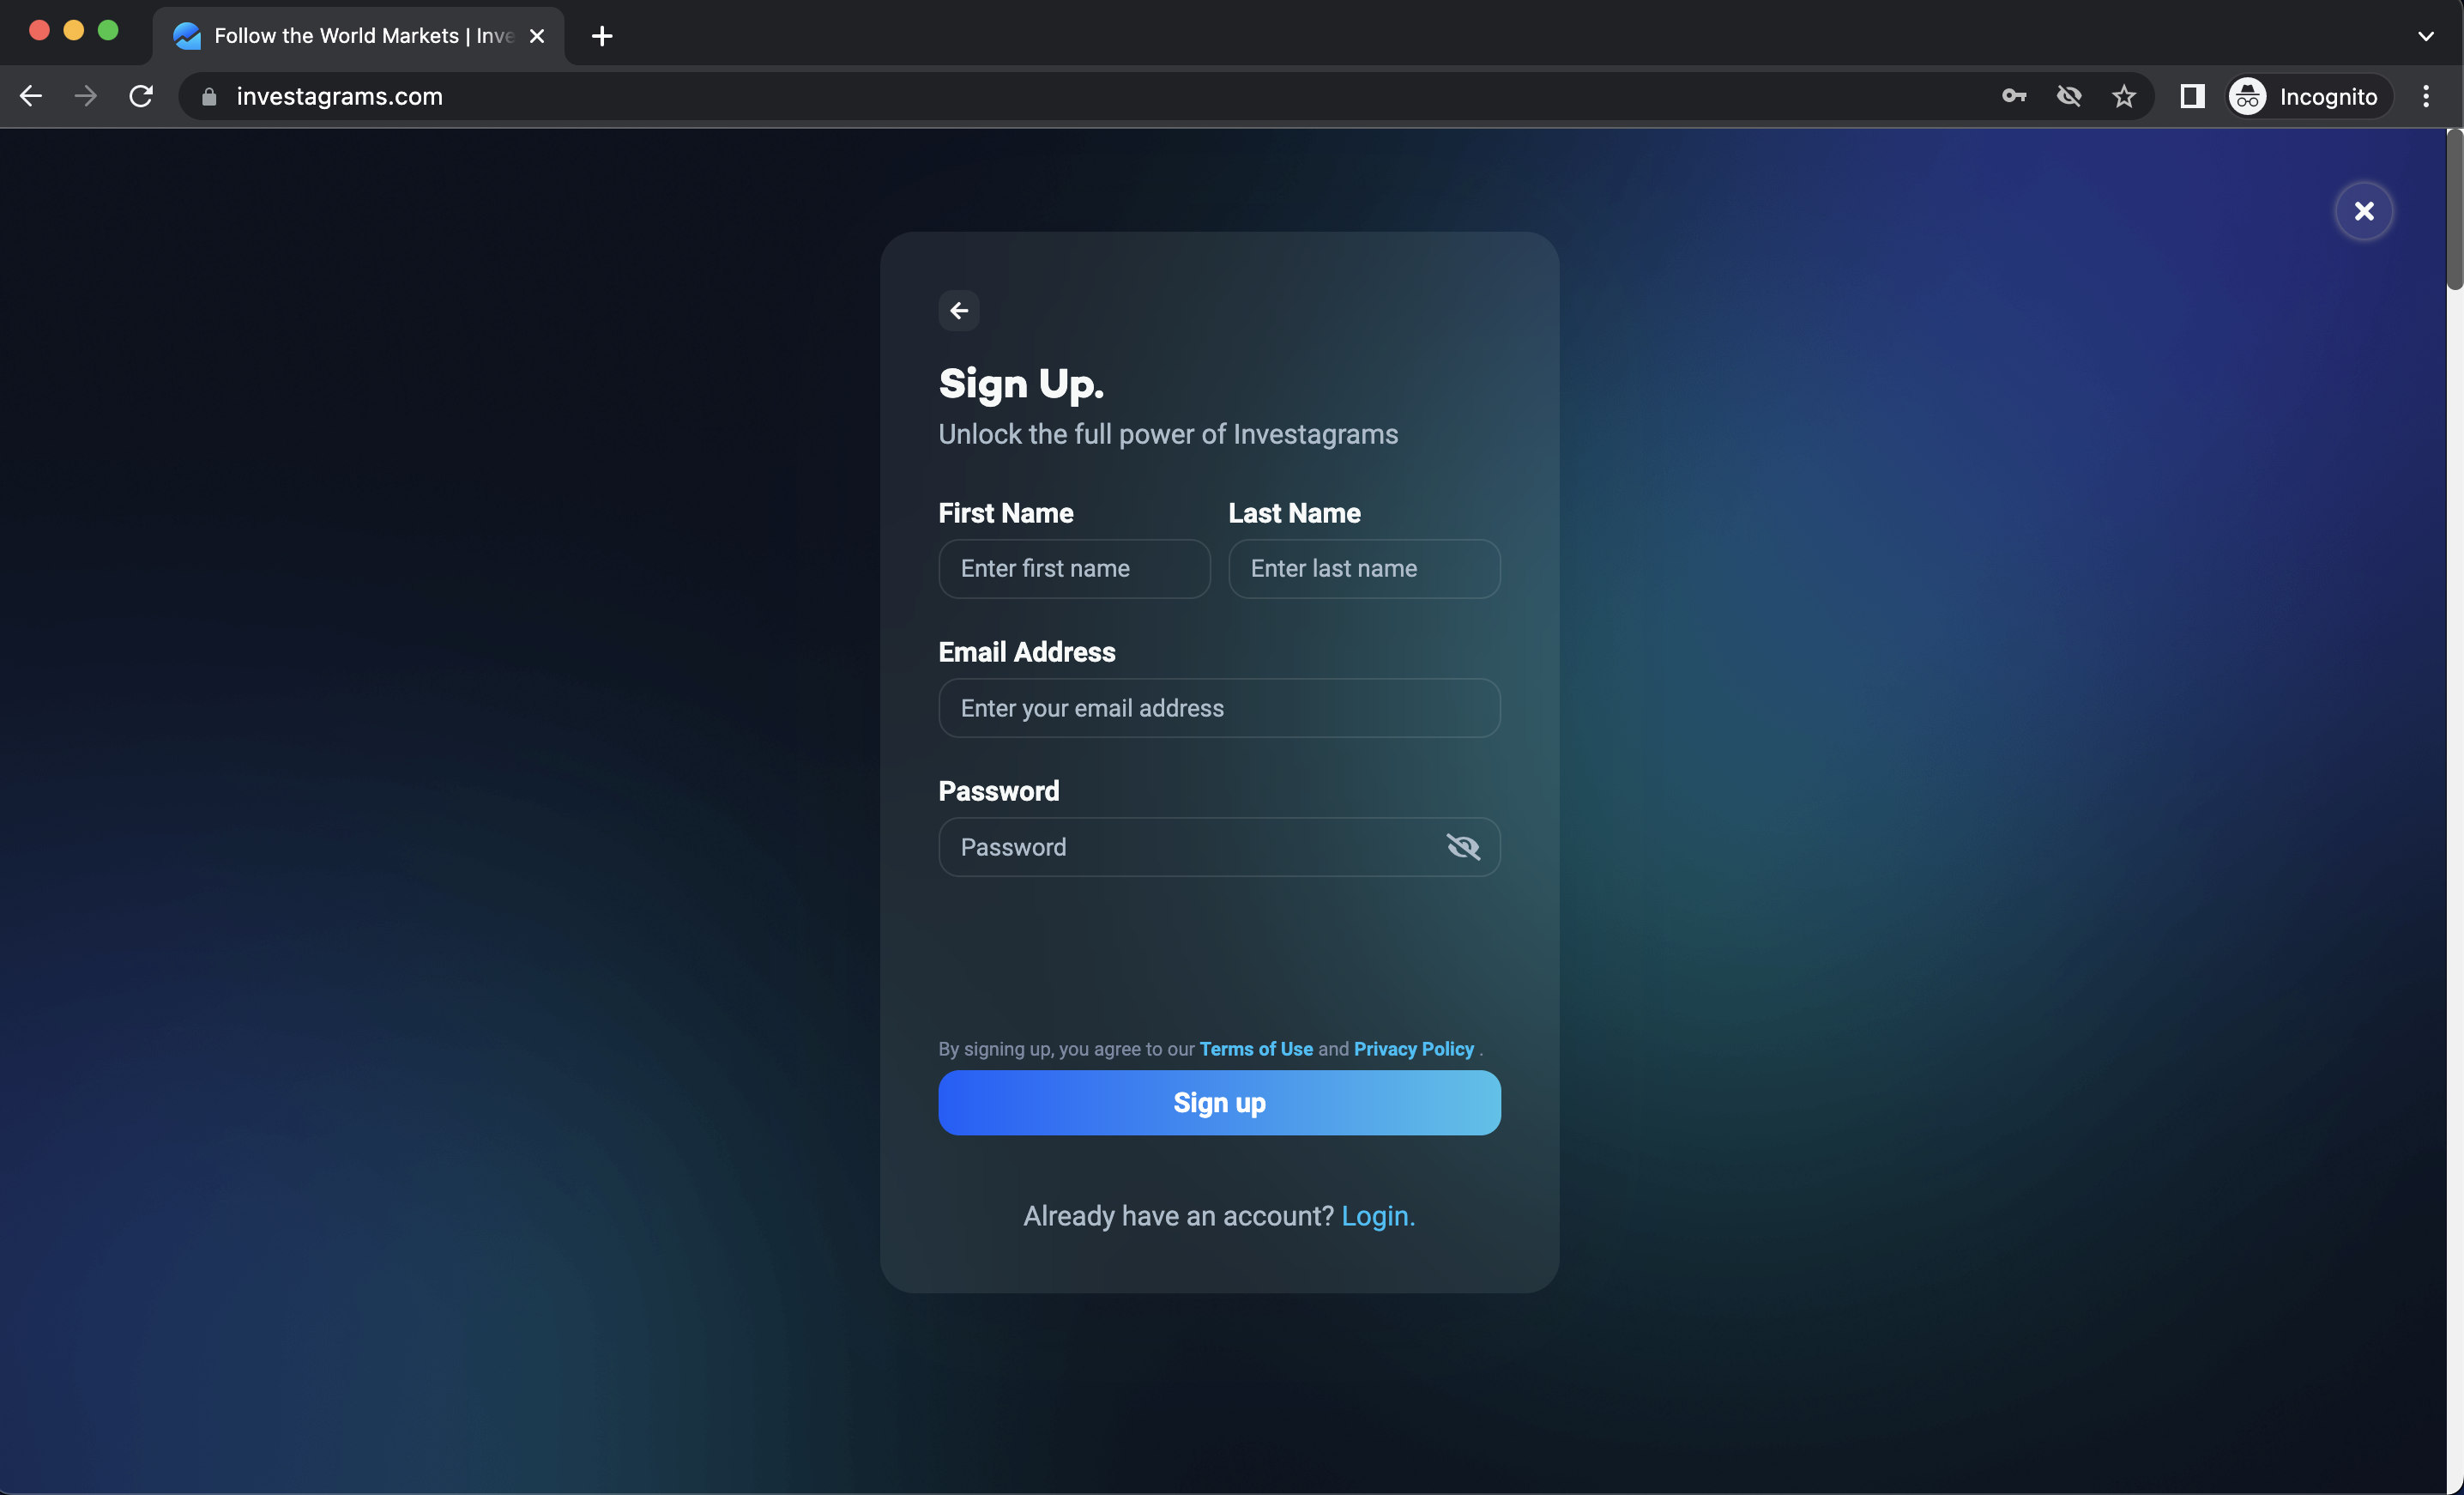 Follow the World Markets | Inve
investagrams.com
Incognito
Sign Up.
Unlock the full power of Investagrams
First Name
Last Name
Enter first name
Enter last name
Email Address
Enter your email address
Password
Password
By signing up, you agree to our Terms of Use and Privacy Policy .
Sign up
Already have an account? Login.